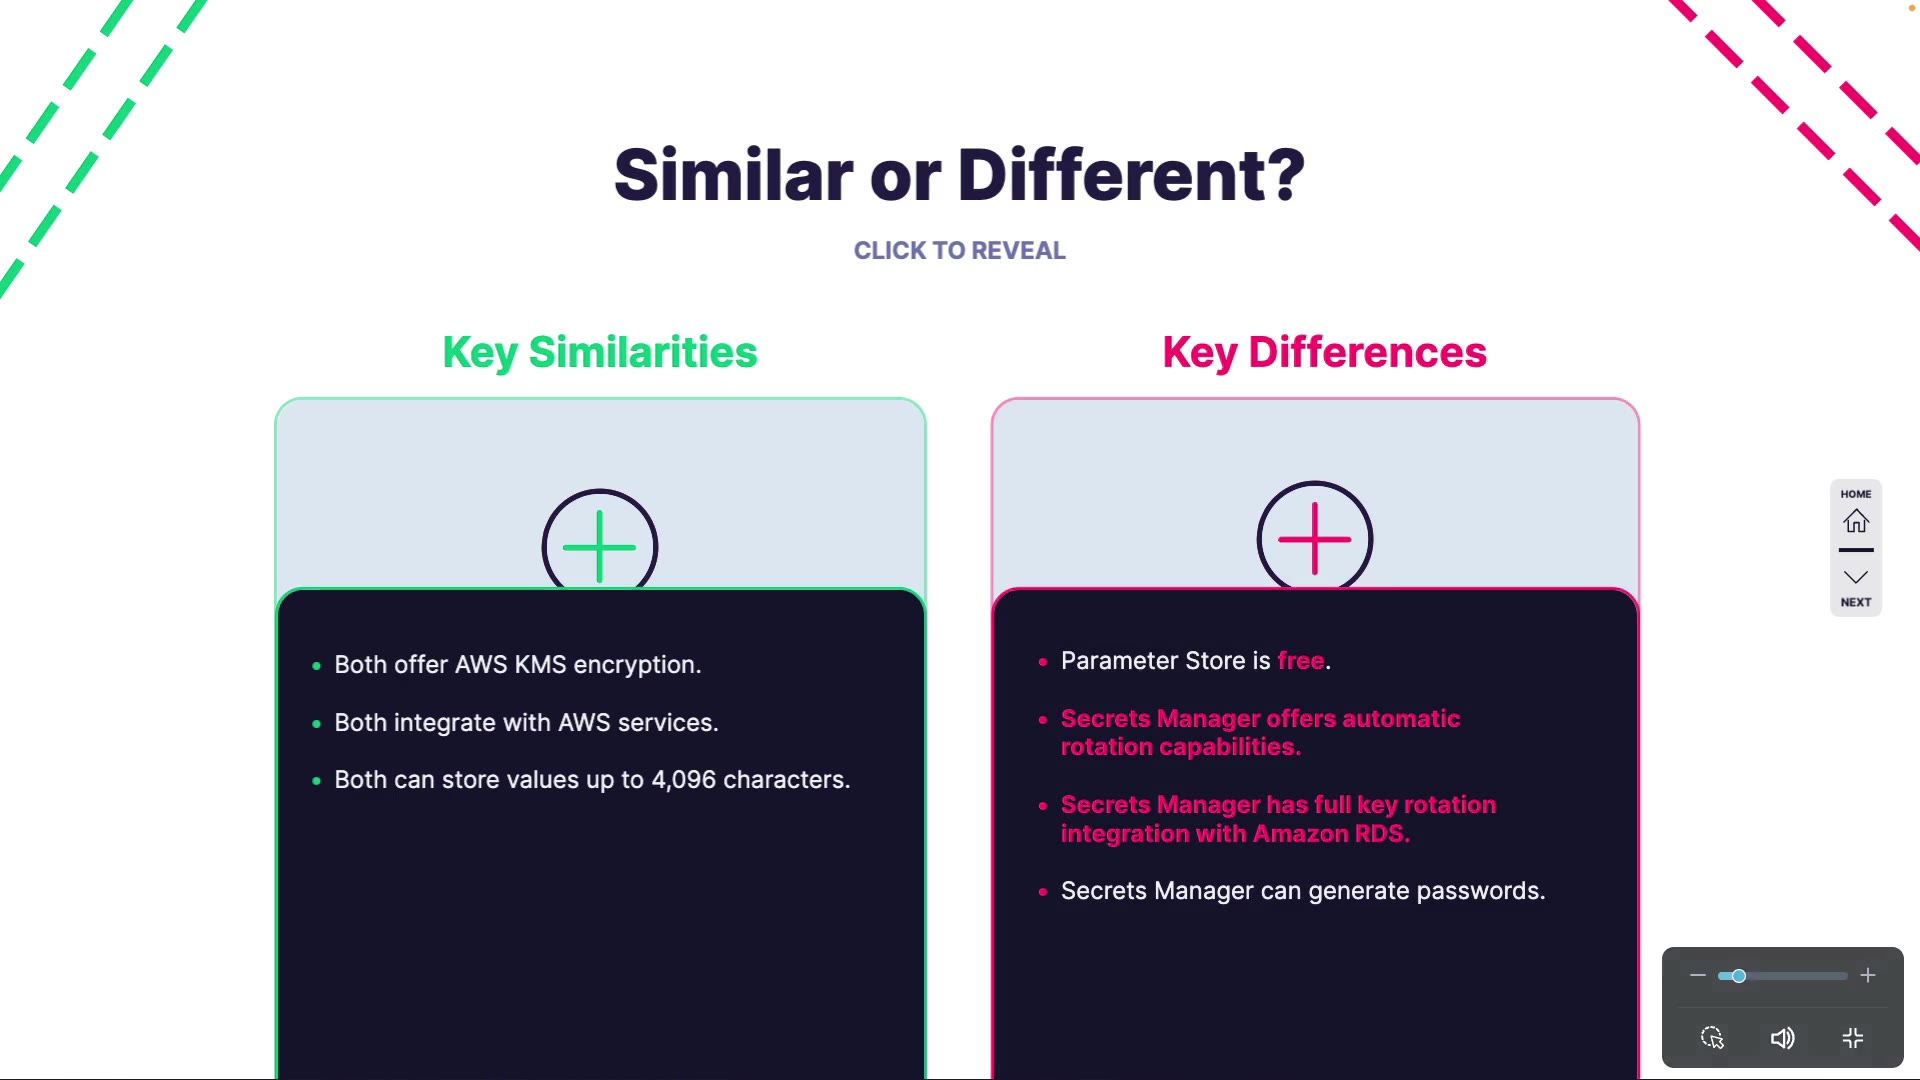 Similar or Different?
CLICK TO REVEAL
Key Similarities
• Both offer AWS KMS encryption.
• Both integrate with AWS services.
• Both can store values up to 4,096 characters.
Key Differences
• Parameter Store is free.
• Secrets Manager offers automatic
rotation capabilities.
• Secrets Manager has full key rotation
integration with Amazon RDS.
• Secrets Manager can generate passwords.
HOME
NEXT